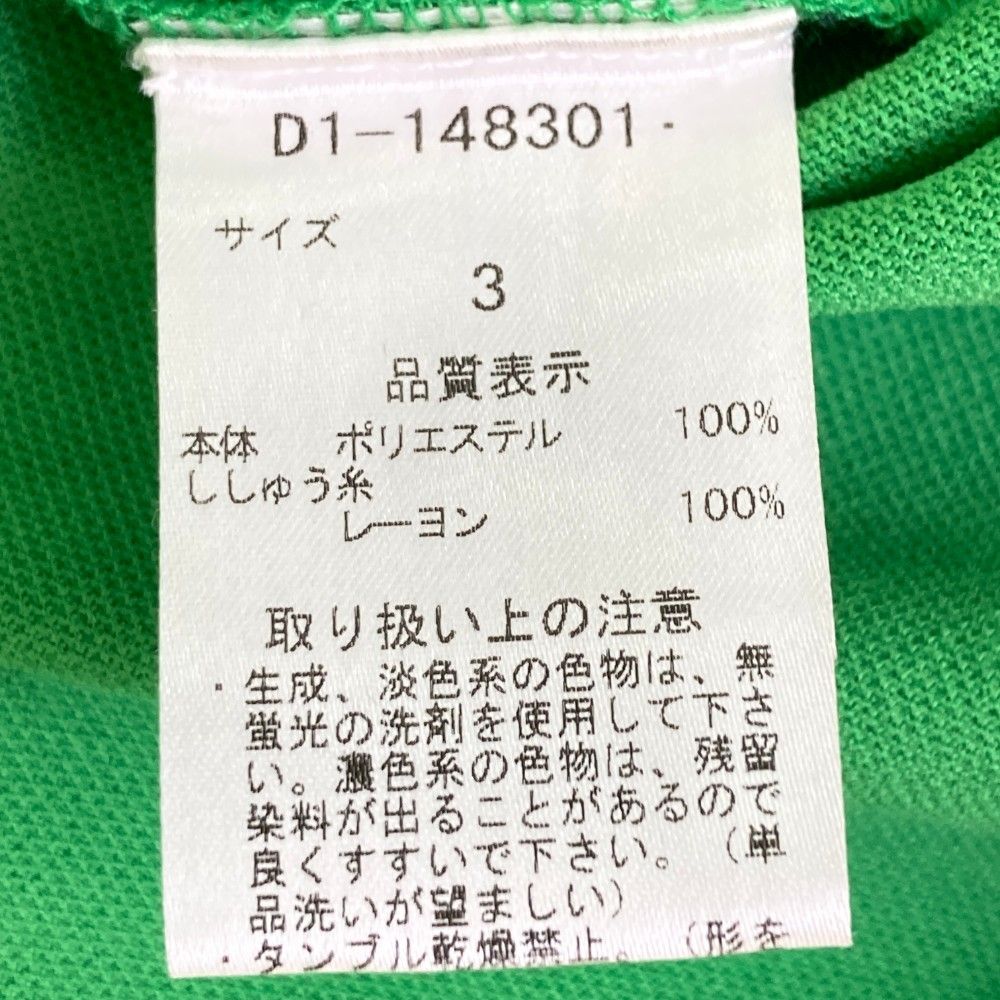 D1-148301-
サイズ
3
品質表示
本体 ポリエステル 100%
ししゅう糸
レーヨン 100%
取り扱い上の注意
・生成、淡色系の色物は、無
蛍光の洗剤を使用して下さ
い。濃色系の色物は、残留
染料が出ることがあるので
良くすすいで下さい。（単
品洗いが望ましい）
・タンブル乾燥禁止。（形を